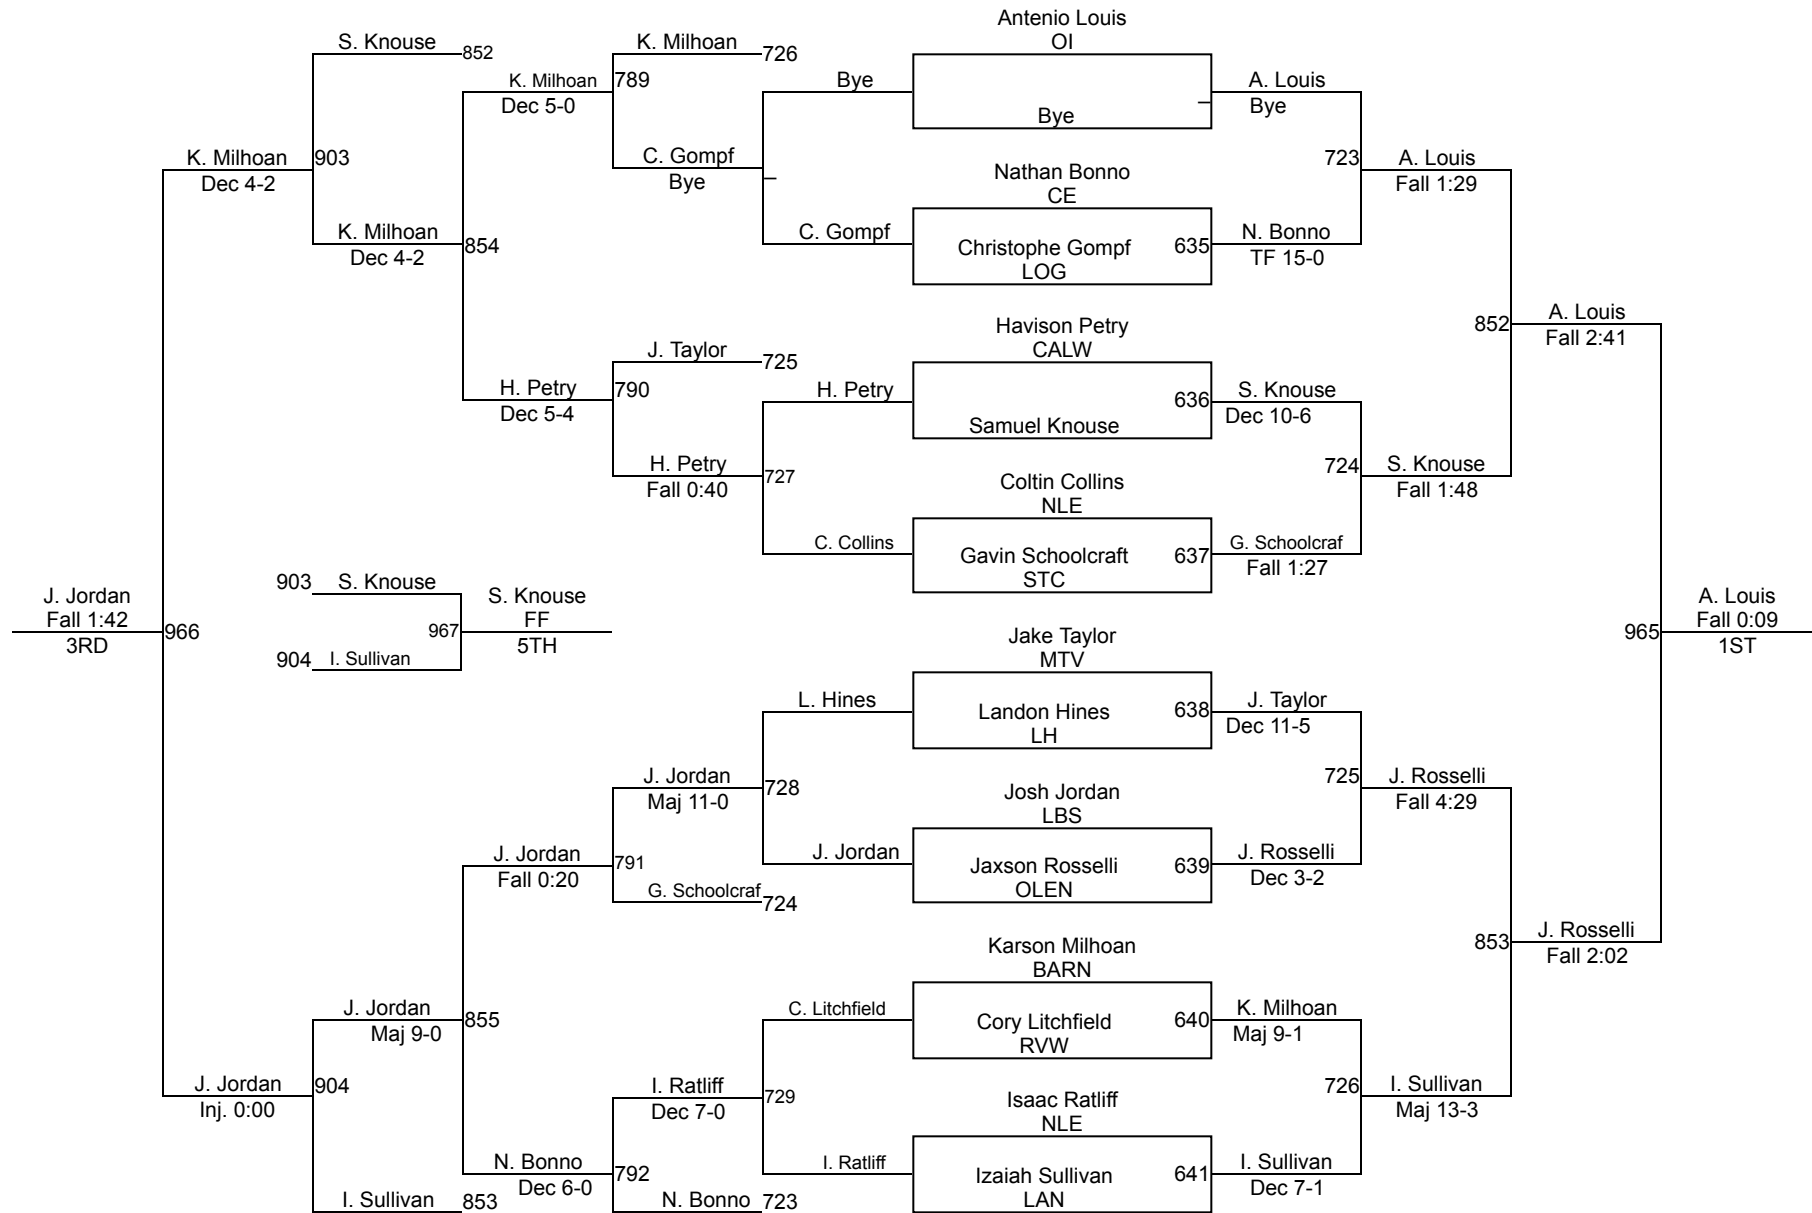 Antenio Louis
OI
S. Knouse
852
K. Milhoan
726
K. Milhoan
789
Dec 5-0
Bye
A. Louis
Bye
Bye
K. Milhoan
903
Dec 4-2
C. Gompf
Bye
723
A. Louis
Fall 1:29
Nathan Bonno
CE
K. Milhoan
Dec 4-2
854
C. Gompf
Christophe Gompf
LOG
635
N. Bonno
TF 15-0
Havison Petry
CALW
852
A. Louis
Fall 2:41
J. Taylor
725
H. Petry
Dec 5-4
790
H. Petry
636
S. Knouse
Dec 10-6
Samuel Knouse
H. Petry
Fall 0:40
727
724
S. Knouse
Fall 1:48
Coltin Collins
NLE
C. Collins
Gavin Schoolcraft
STC
637
G. Schoolcraf
Fall 1:27
903
S. Knouse
S. Knouse
FF
5TH
967
904
I. Sullivan
J. Jordan
Fall 1:42
3RD
966
965
A. Louis
Fall 0:09
1ST
Jake Taylor
MTV
L. Hines
Landon Hines
LH
638
J. Taylor
Dec 11-5
J. Jordan
Maj 11-0
728
725
J. Rosselli
Fall 4:29
Josh Jordan
LBS
J. Jordan
Fall 0:20
791
J. Jordan
Jaxson Rosselli
OLEN
639
J. Rosselli
Dec 3-2
G. Schoolcraf
724
853
J. Rosselli
Fall 2:02
Karson Milhoan
BARN
J. Jordan
Maj 9-0
855
C. Litchfield
Cory Litchfield
RVW
640
K. Milhoan
Maj 9-1
J. Jordan
Inj. 0:00
904
I. Ratliff
Dec 7-0
729
726
I. Sullivan
Maj 13-3
Isaac Ratliff
NLE
N. Bonno
Dec 6-0
792
I. Ratliff
Izaiah Sullivan
LAN
641
I. Sullivan
Dec 7-1
I. Sullivan
853
N. Bonno
723